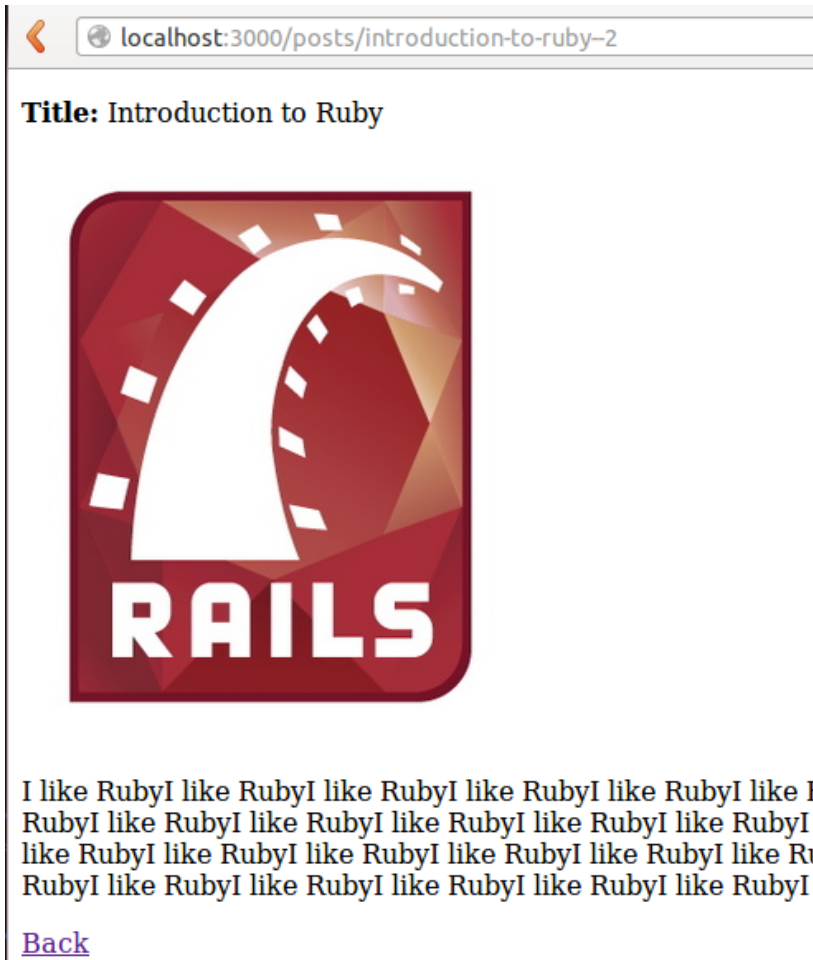 localhost:3000/posts/introduction-to-ruby--2
Title: Introduction to Ruby
RAILS
I like RubyI like RubyI like RubyI like RubyI like RubyI like
RubyI like RubyI like RubyI like RubyI like RubyI like RubyI
like RubyI like RubyI like RubyI like RubyI like RubyI like
RubyI like RubyI like RubyI like RubyI like RubyI like RubyI
Back